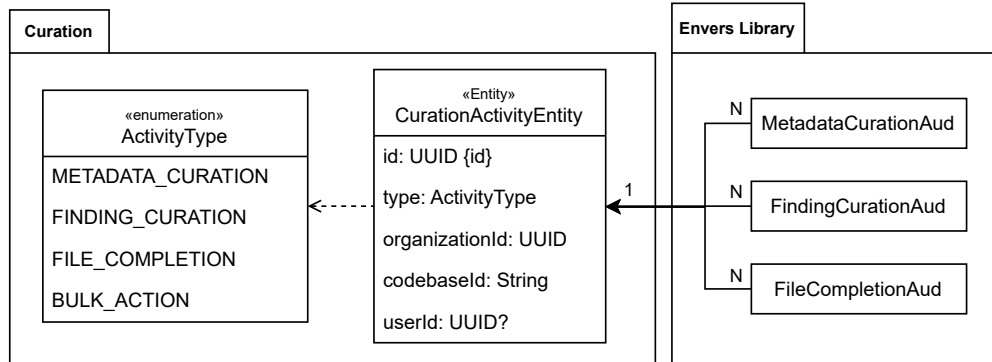 Curation
«enumeration»
ActivityType
METADATA_CURATION
FINDING_CURATION
FILE_COMPLETION
BULK_ACTION
«Entity»
CurationActivityEntity
id: UUID {id}
type: ActivityType
organizationId: UUID
codebaseId: String
userId: UUID?
1
Envers Library
N
MetadataCurationAud
N
FindingCurationAud
N
FileCompletionAud